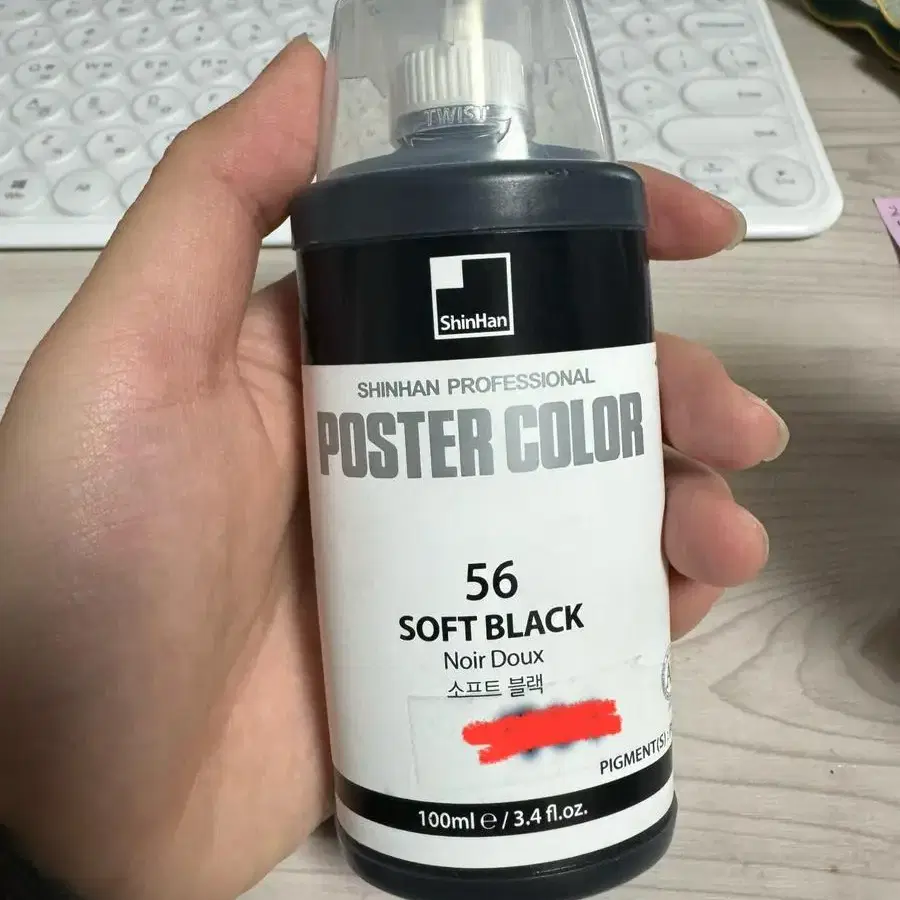 TWIST
ShinHan
SHINHAN PROFESSIONAL
POSTER COLOR
56
SOFT BLACK
Noir Doux
소프트 블랙
PIGMENT(S)
100ml e / 3.4 fl.oz.